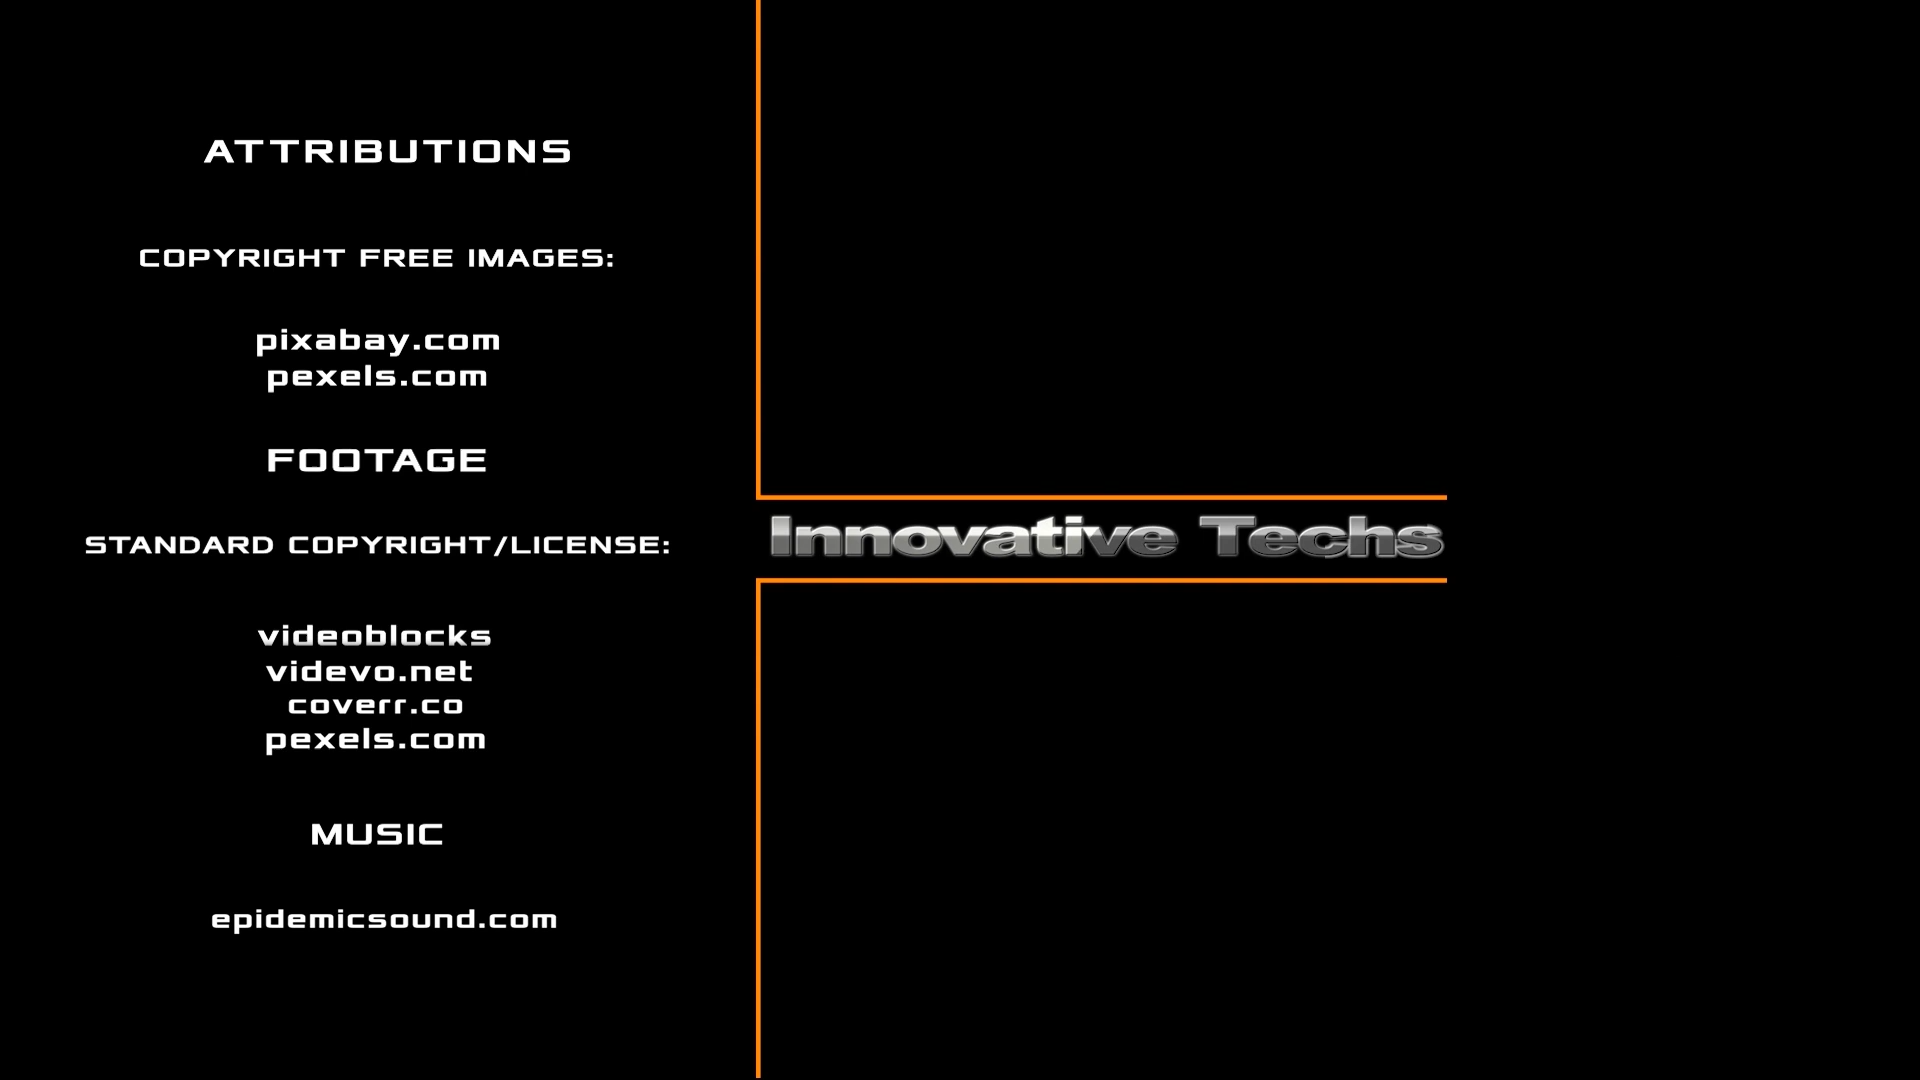 ATTRIBUTIONS
COPYRIGHT FREE IMAGES:
pixabay.com
pexels.com
FOOTAGE
STANDARD COPYRIGHT/LICENSE:
videoblocks
videvo.net
coverr.co
pexels.com
MUSIC
epidemicsound.com
Innovative Techs